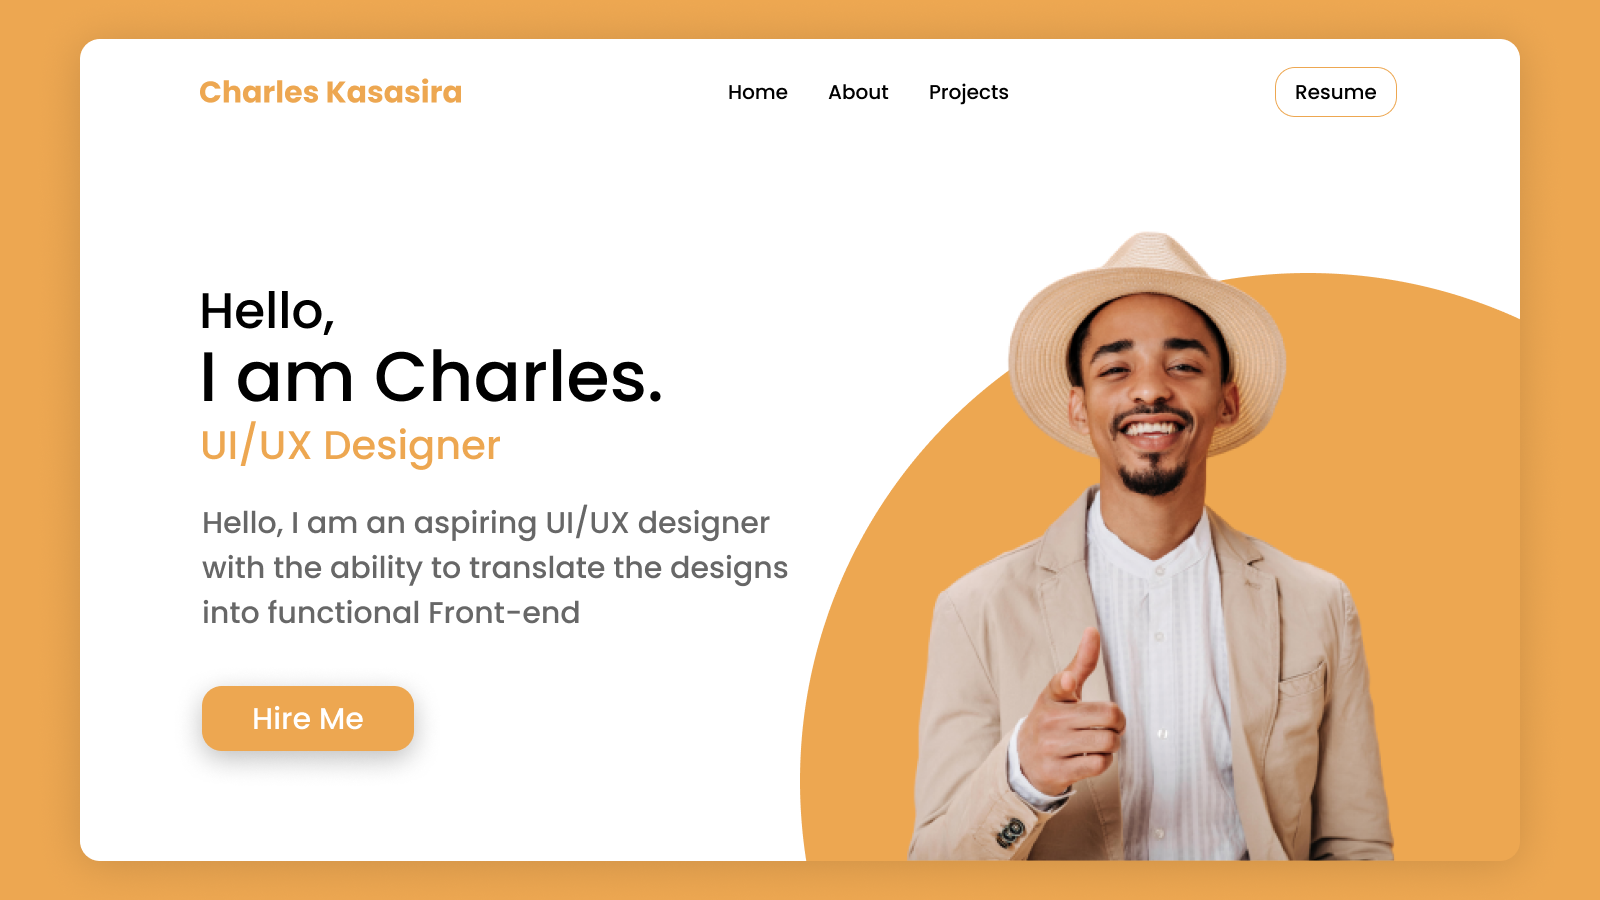 Charles Kasasira
Home About Projects
Resume
Hello,
I am Charles.
UI/UX Designer
Hello, I am an aspiring UI/UX designer
with the ability to translate the designs
into functional Front-end
Hire Me